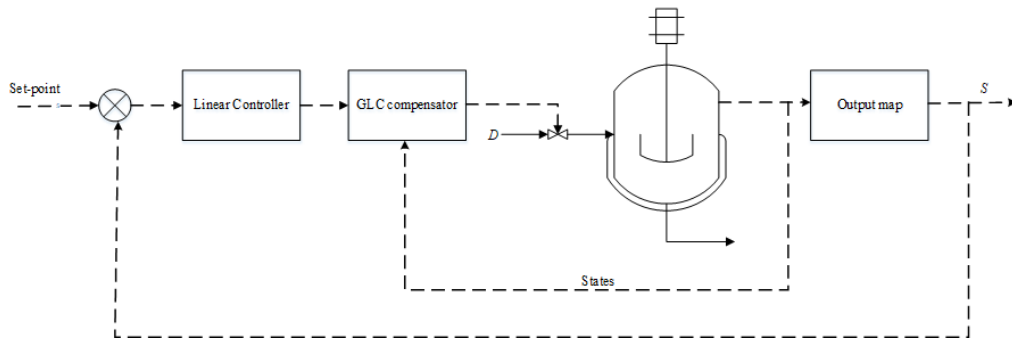 Set-point
Linear Controller
GLC compensator
D
Output map
S
States